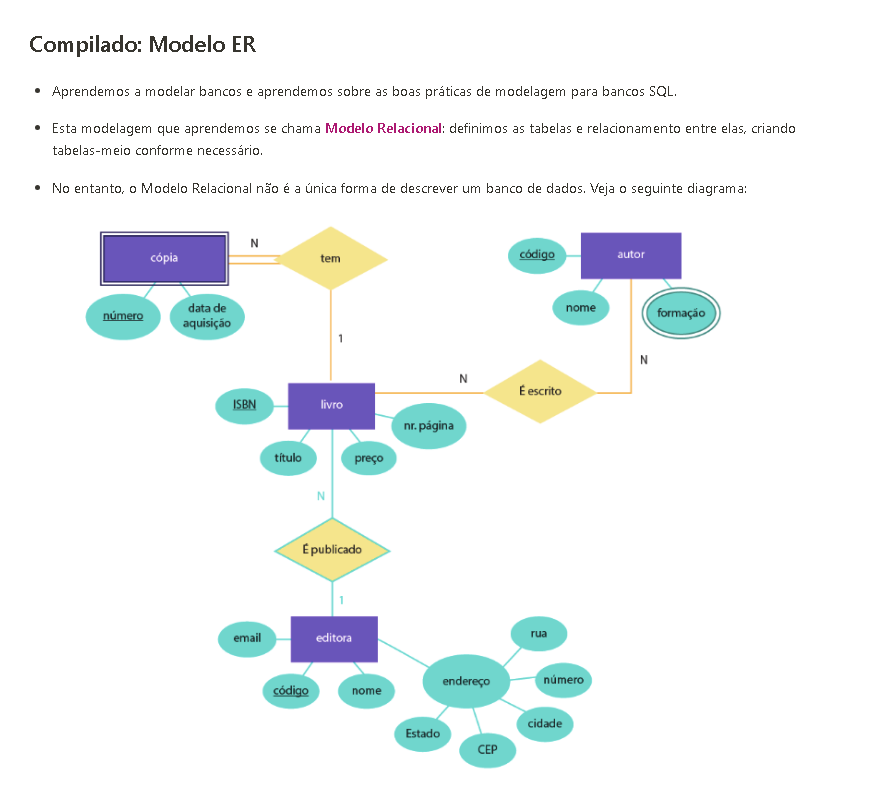 Compilado: Modelo ER
Aprendemos a modelar bancos e aprendemos sobre as boas práticas de modelagem para bancos SQL.
Esta modelagem que aprendemos se chama Modelo Relacional: definimos as tabelas e relacionamento entre elas, criando
tabelas-meio conforme necessário.
No entanto, o Modelo Relacional não é a única forma de descrever um banco de dados. Veja o seguinte diagrama:
cópia
N
tem
código
autor
número
data de
aquisição
nome
formação
1
N
N
É escrito
ISBN
livro
nr. página
título
preço
N
É publicado
1
email
editora
rua
código
nome
endereço
número
Estado
cidade
CEP